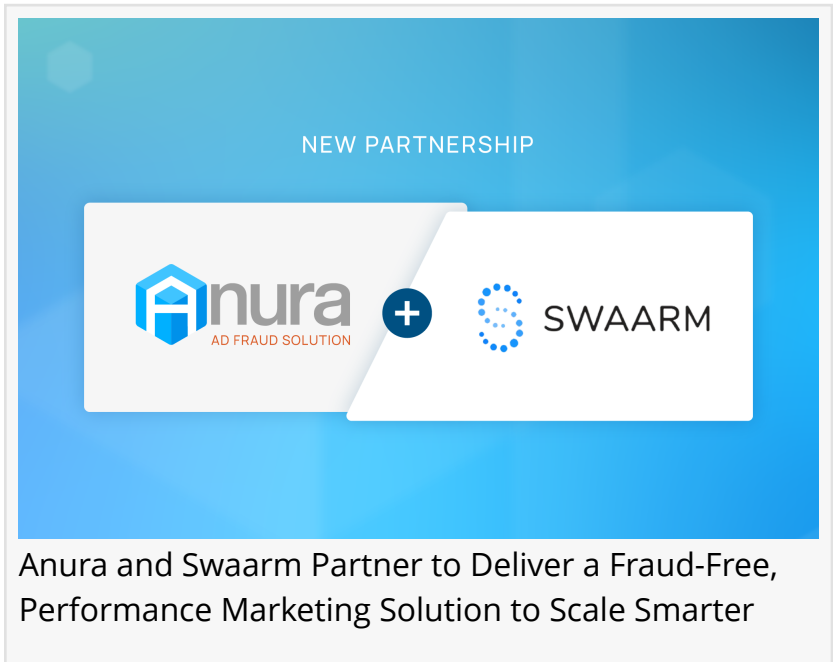 NEW PARTNERSHIP
Anura
AD FRAUD SOLUTION
SWAARM
Anura and Swaarm Partner to Deliver a Fraud-Free,
Performance Marketing Solution to Scale Smarter